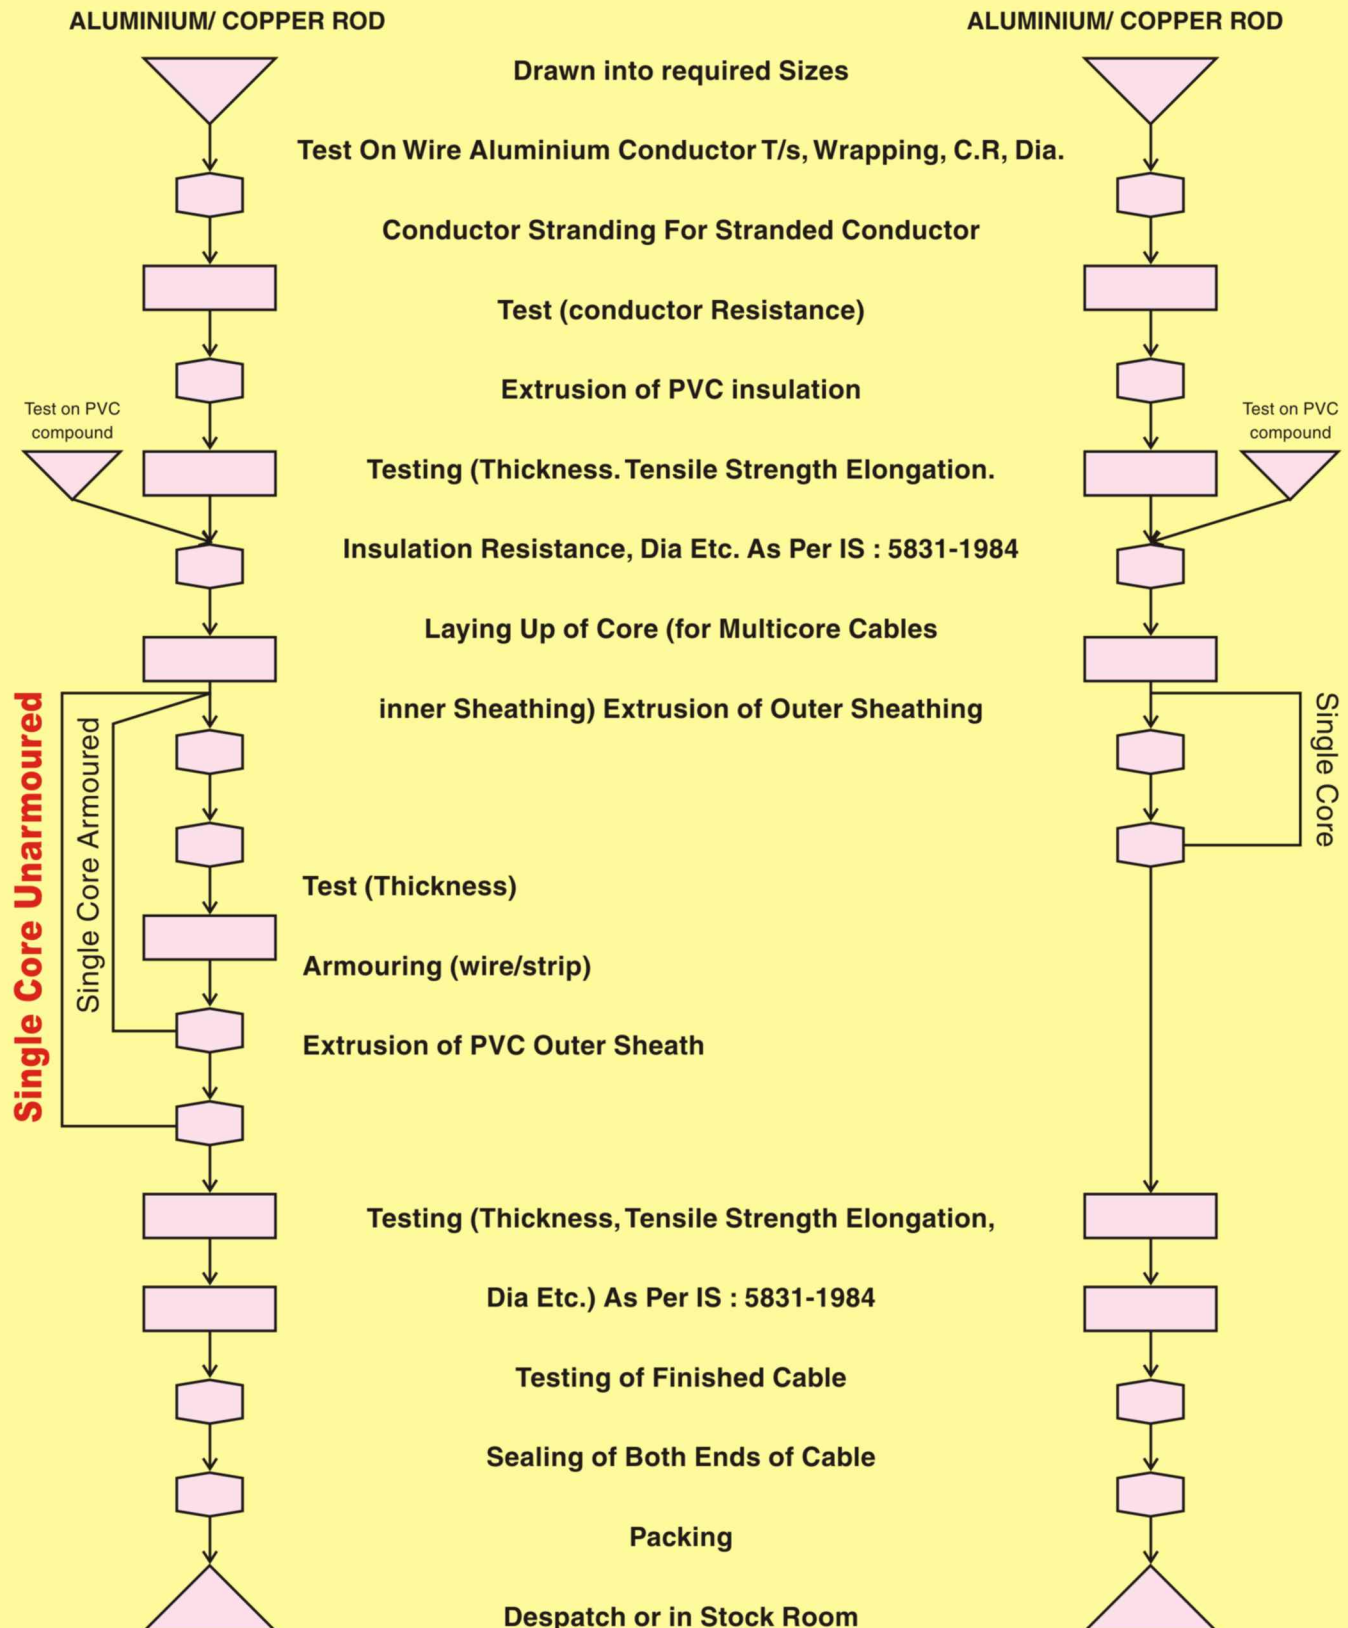 ALUMINIUM/ COPPER ROD
ALUMINIUM/ COPPER ROD
Drawn into required Sizes
Test On Wire Aluminium Conductor T/s, Wrapping, C.R, Dia.
Conductor Stranding For Stranded Conductor
Test (conductor Resistance)
Extrusion of PVC insulation
Test on PVC
compound
Test on PVC
compound
Testing (Thickness. Tensile Strength Elongation.
Insulation Resistance, Dia Etc. As Per IS : 5831-1984
Laying Up of Core (for Multicore Cables
inner Sheathing) Extrusion of Outer Sheathing
Single Core Unarmoured
Single Core Armoured
Single Core
Test (Thickness)
Armouring (wire/strip)
Extrusion of PVC Outer Sheath
Testing (Thickness, Tensile Strength Elongation,
Dia Etc.) As Per IS : 5831-1984
Testing of Finished Cable
Sealing of Both Ends of Cable
Packing
Despatch or in Stock Room